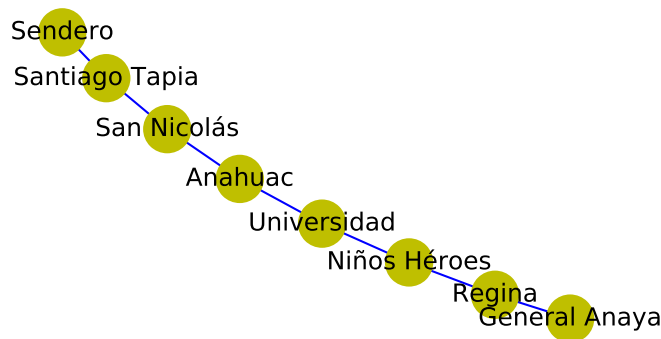 Sendero
Santiago Tapia
San Nicolás
Anahuac
Universidad
Niños Héroes
Regina
General Anaya